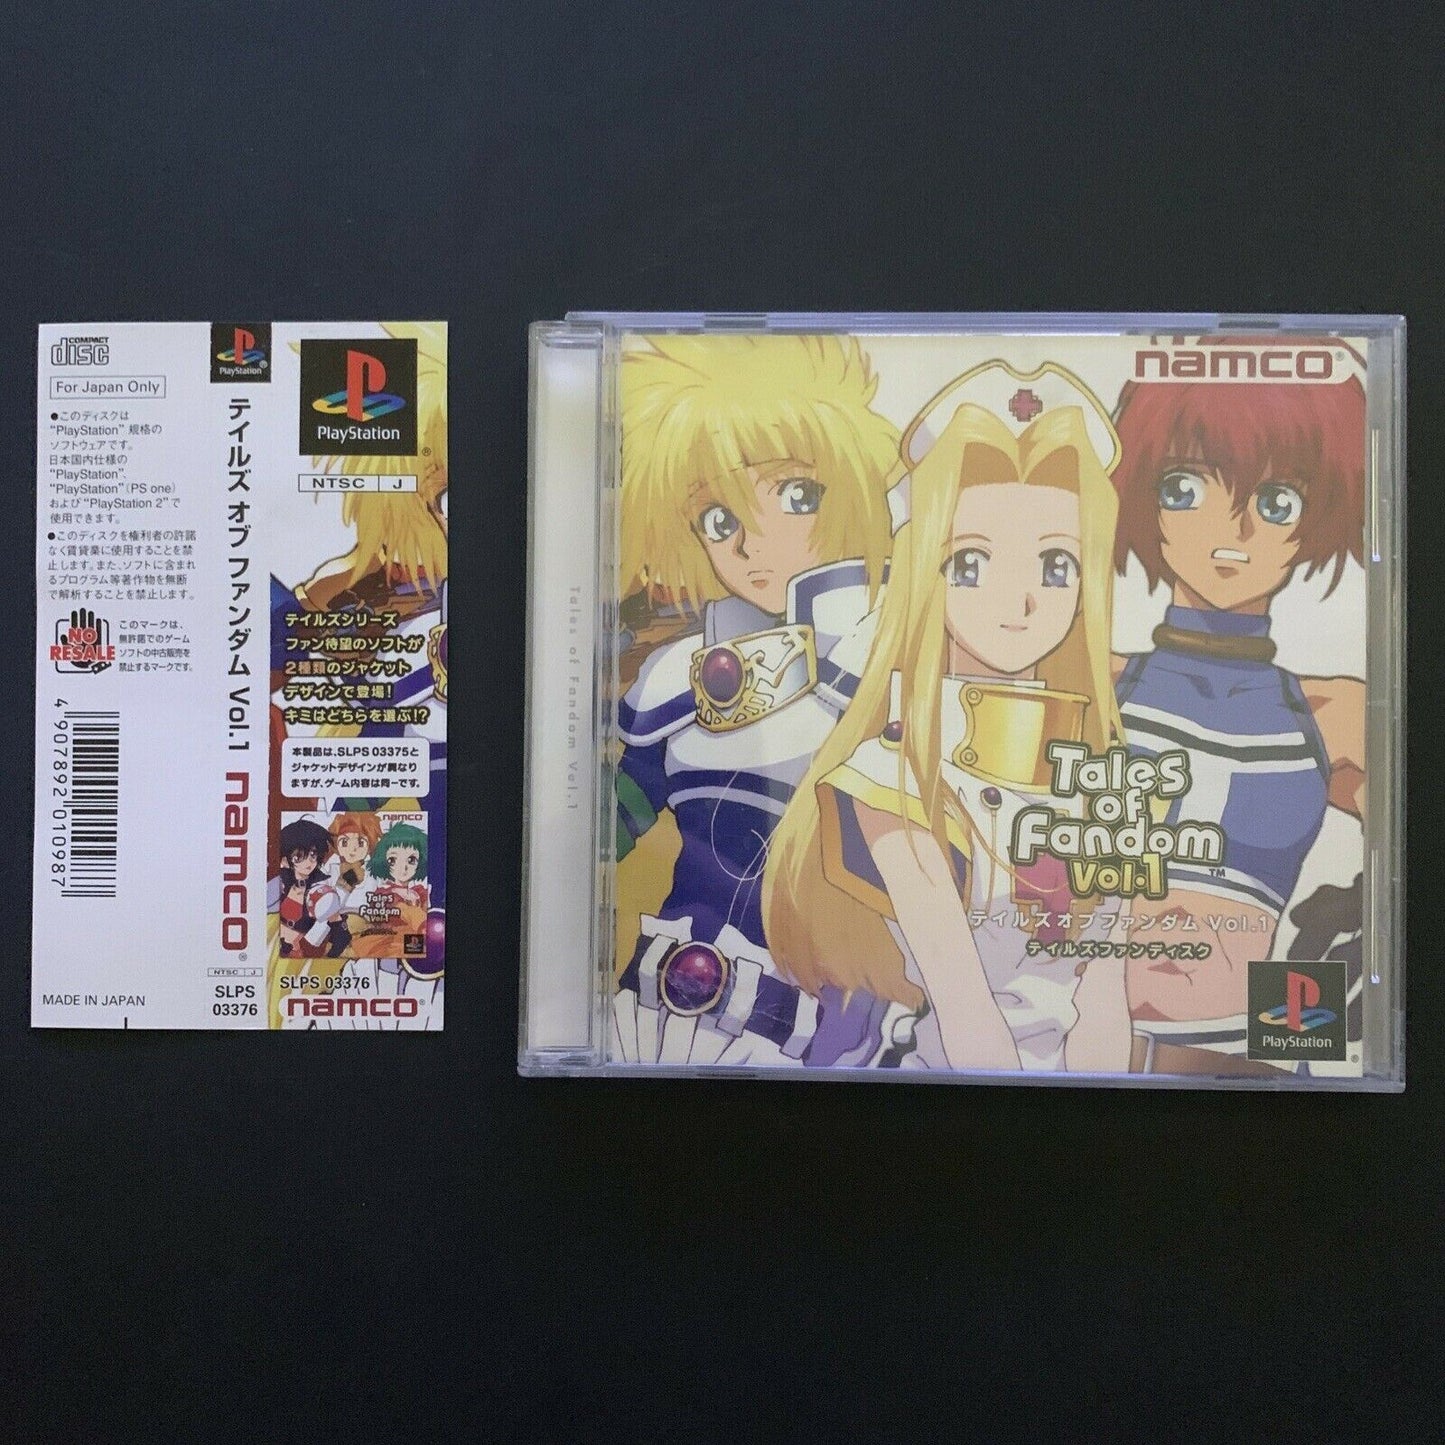 COMPACT
disc
For Japan Only
●このディスクは
“PlayStation” 規格の
ソフトウェアです。
日本国内仕様の
“PlayStation”、
“PlayStation”(PS one)
および“PlayStation 2”で
使用できます。
●このディスクを権利者の許諾
なく賃貸業に使用することを禁
止します。また、ソフトに含まれ
るプログラム等著作物を無断
で解析することを禁止します。
NO
RESALE
このマークは、
無許諾でのゲーム
ソフトの中古販売を
禁止するマークです。
4 907892 010987
MADE IN JAPAN
PlayStation®
テイルズ オブ ファンダム Vol.1
namco®
NTSC J
SLPS
03376
PlayStation®
NTSC J
テイルズシリーズ
ファン待望のソフトが
2種類のジャケット
デザインで登場!
キミはどちらを選ぶ!?
本製品は、SLPS 03375と
ジャケットデザインが異なり
ますが、ゲーム内容は同一です。
namco
Tales
of
Fandom
Vol.1
SLPS 03376
namco®
Tales of Fandom Vol.1
namco®
Tales
of
Fandom
Vol.1™
テイルズ オブ ファンダム Vol.1
テイルズファンディスク
PlayStation®